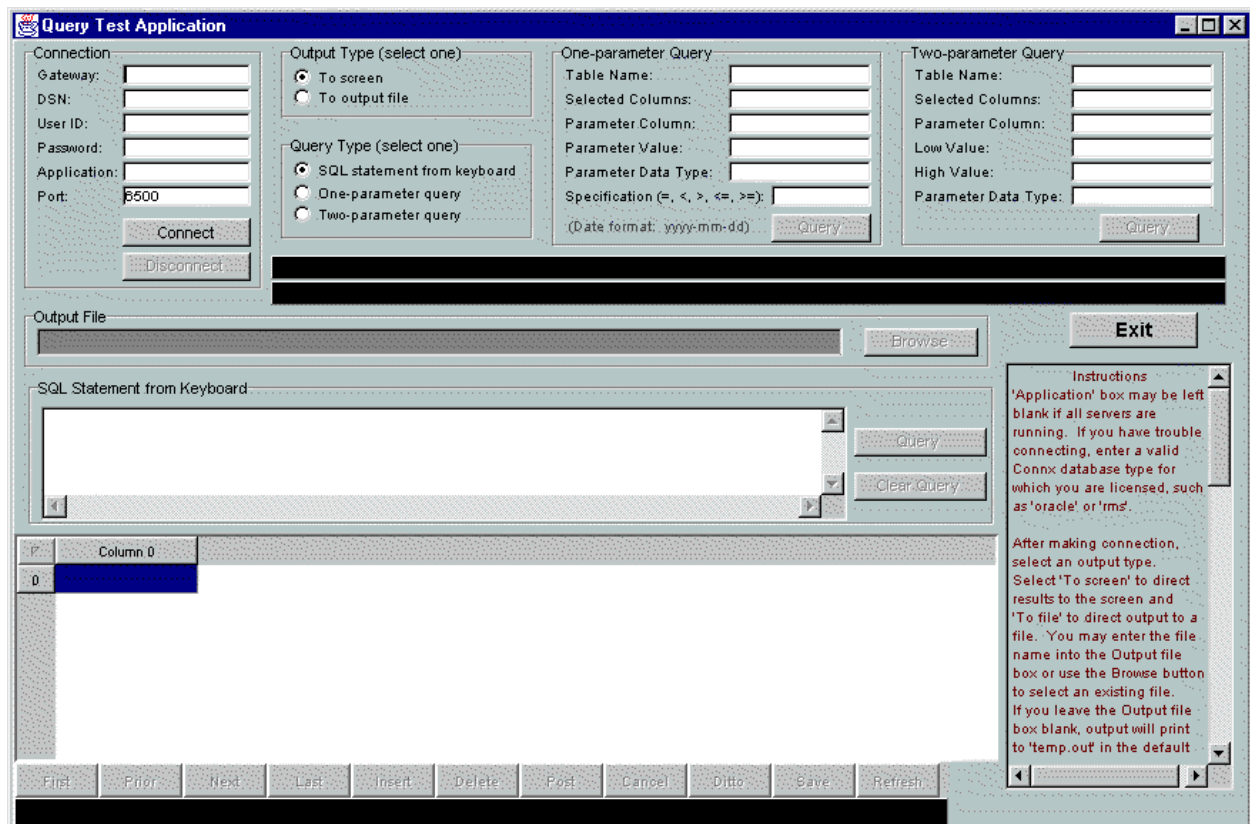 Query Test Application
Connection
Gateway:
DSN:
User ID:
Password:
Application:
Port: 6500
Connect
Disconnect
Output Type (select one)
To screen
To output file
Query Type (select one)
SQL statement from keyboard
One-parameter query
Two-parameter query
One-parameter Query
Table Name:
Selected Columns:
Parameter Column:
Parameter Value:
Parameter Data Type:
Specification (=, <, >, <=, >=):
(Date format: yyyy-mm-dd) Query
Two-parameter Query
Table Name:
Selected Columns:
Parameter Column:
Low Value:
High Value:
Parameter Data Type:
Query
Output File
Browse
Exit
SQL Statement from Keyboard
Query
Clear Query
Instructions
'Application' box may be left
blank if all servers are
running. If you have trouble
connecting, enter a valid
Connx database type for
which you are licensed, such
as 'oracle' or 'rms'.
After making connection,
select an output type.
Select 'To screen' to direct
results to the screen and
'To file' to direct output to a
file. You may enter the file
name into the Output file
box or use the Browse button
to select an existing file.
If you leave the Output file
box blank, output will print
to 'temp.out' in the default
Column 0
0
First Prior Next Last Insert Delete Post Cancel Ditto Save Refresh